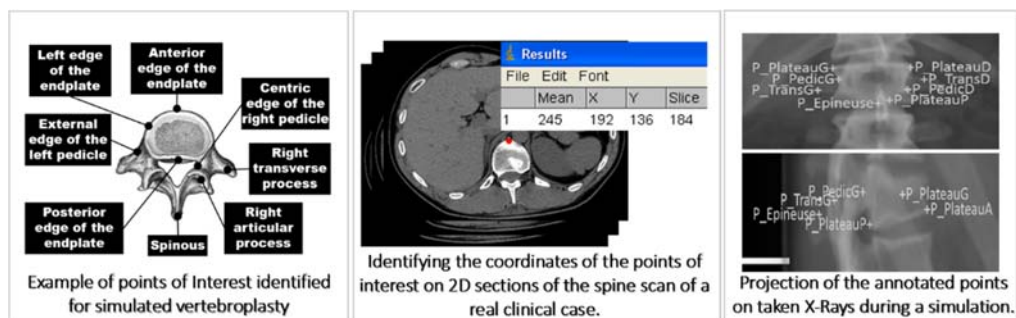 Left edge
of the
endplate
Anterior
edge of the
endplate
Centric
edge of the
right pedicle
External
edge of the
left pedicle
Right
transverse
process
Posterior
edge of the
endplate
Spinous
Right
articular
process
Example of points of Interest identified
for simulated vertebroplasty
Results
File Edit Font
Mean X Y Slice
1 245 192 136 184
Identifying the coordinates of the points of
interest on 2D sections of the spine scan of a
real clinical case.
P_PlateauG+ +P_PlateauD
P_PedicG+ +P_TransD
P_TransG+ +P_PedicD
P_Epineuse+ +P_PlateauP
P_PedicG+ +P_PlateauG
P_TransG+ +P_PlateauA
P_Epineuse+
P_PlateauP+
Projection of the annotated points
on taken X-Rays during a simulation.